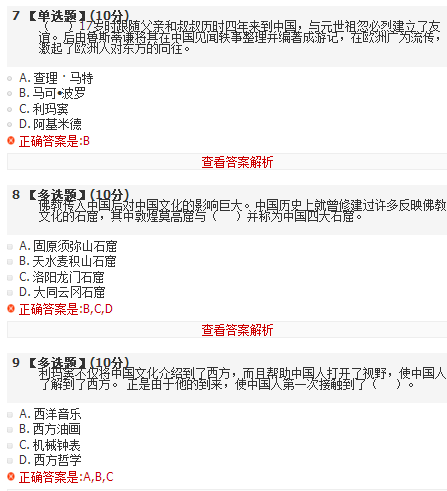 7 【单选题】(10分)
（ ）17岁时跟随父亲和叔叔历时四年来到中国，与元世祖忽必烈建立了友
谊。后由鲁斯蒂谦将其在中国见闻轶事整理并编著成游记，在欧洲广为流传，
激起了欧洲人对东方的向往。
A. 查理·马特
B. 马可•波罗
C. 利玛窦
D. 阿基米德
正确答案是:B
查看答案解析
8 【多选题】(10分)
佛教传入中国后对中国文化的影响巨大。中国历史上就曾修建过许多反映佛教
文化的石窟，其中敦煌莫高窟与（ ）并称为中国四大石窟。
A. 固原须弥山石窟
B. 天水麦积山石窟
C. 洛阳龙门石窟
D. 大同云冈石窟
正确答案是:B,C,D
查看答案解析
9 【多选题】(10分)
利玛窦不仅将中国文化介绍到了西方，而且帮助中国人打开了视野，使中国人
了解到了西方。 正是由于他的到来，使中国人第一次接触到了（ ）。
A. 西洋音乐
B. 西方油画
C. 机械钟表
D. 西方哲学
正确答案是:A,B,C